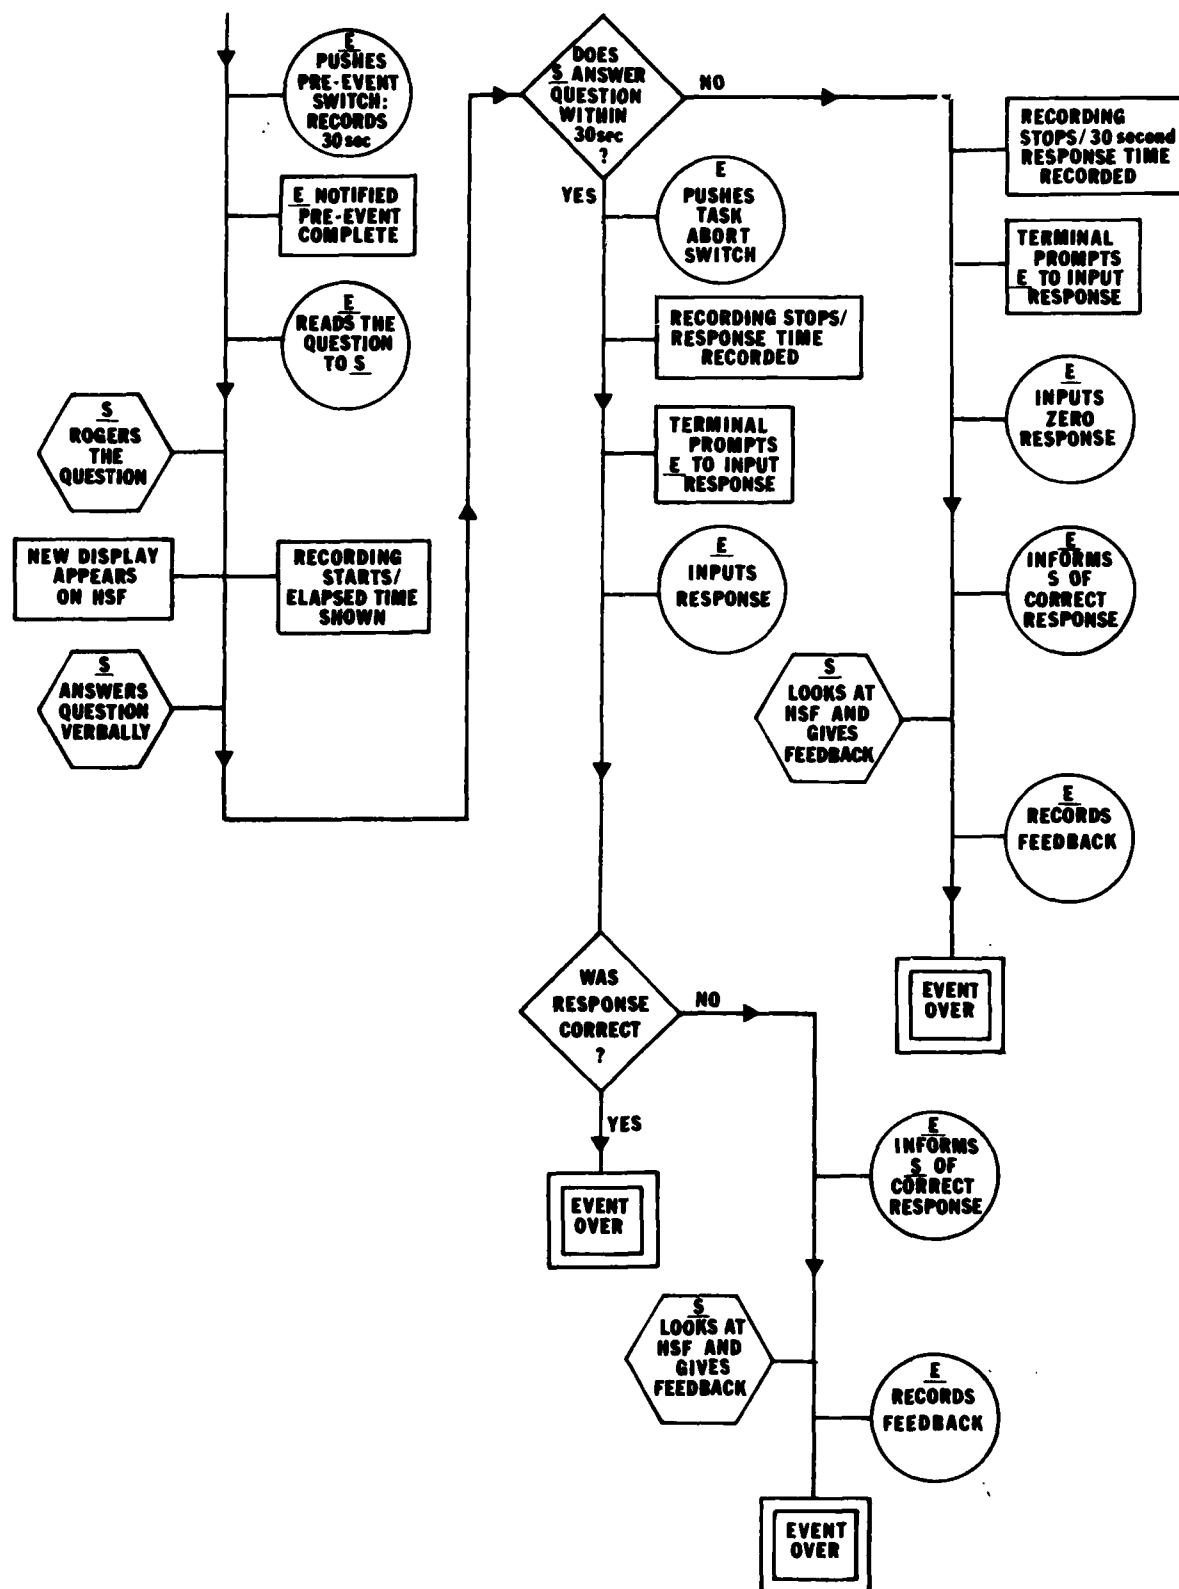 E
PUSHES
PRE-EVENT
SWITCH:
RECORDS
30sec
E NOTIFIED
PRE-EVENT
COMPLETE
E
READS THE
QUESTION
TO S
S
ROGERS
THE
QUESTION
NEW DISPLAY
APPEARS
ON HSF
RECORDING
STARTS/
ELAPSED TIME
SHOWN
S
ANSWERS
QUESTION
VERBALLY
DOES
S ANSWER
QUESTION
WITHIN
30sec
?
NO
YES
E
PUSHES
TASK
ABORT
SWITCH
RECORDING STOPS/
RESPONSE TIME
RECORDED
TERMINAL
PROMPTS
E TO INPUT
RESPONSE
E
INPUTS
RESPONSE
WAS
RESPONSE
CORRECT
?
NO
YES
EVENT
OVER
E
INFORMS
S OF
CORRECT
RESPONSE
S
LOOKS AT
HSF AND
GIVES
FEEDBACK
E
RECORDS
FEEDBACK
EVENT
OVER
RECORDING
STOPS/30 second
RESPONSE TIME
RECORDED
TERMINAL
PROMPTS
E TO INPUT
RESPONSE
E
INPUTS
ZERO
RESPONSE
E
INFORMS
S OF
CORRECT
RESPONSE
S
LOOKS AT
HSF AND
GIVES
FEEDBACK
E
RECORDS
FEEDBACK
EVENT
OVER